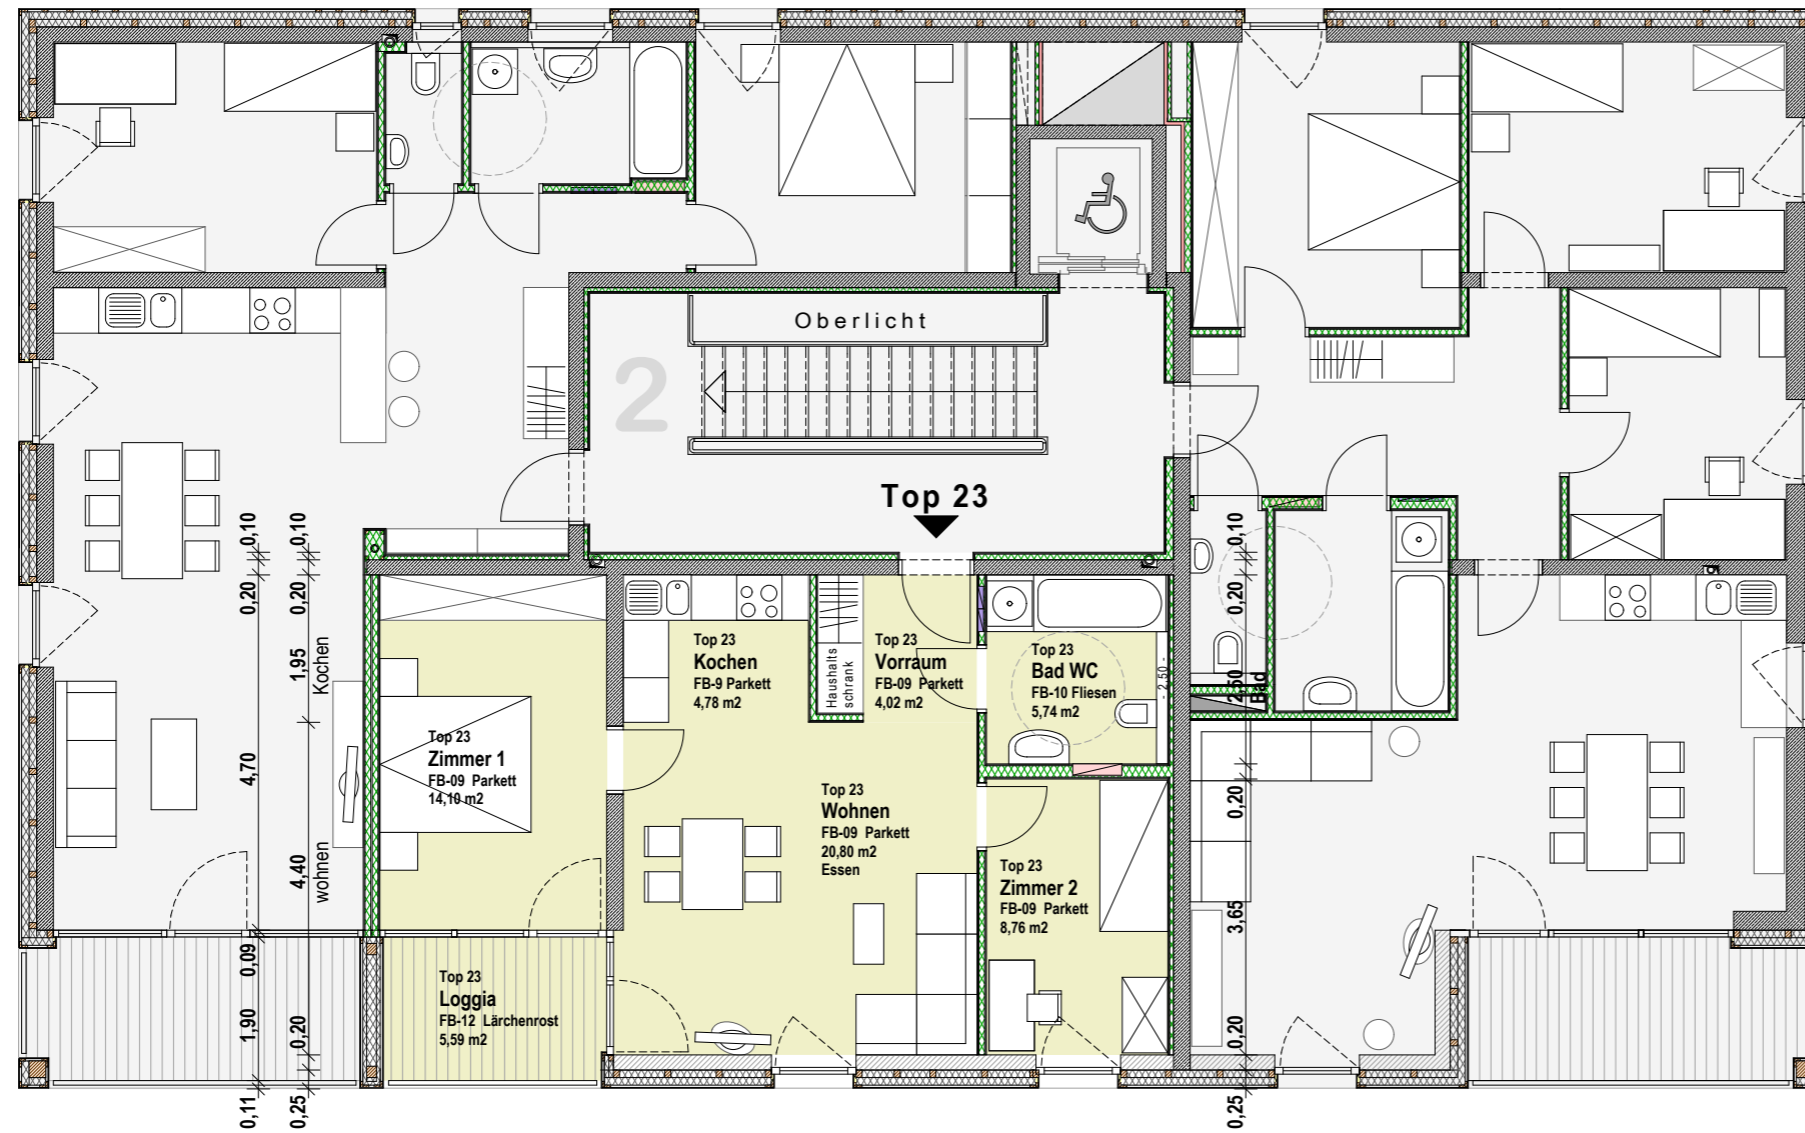 Oberlicht
2
Top 23
0,10
0,10
0,20
0,20
1,95
Kochen
4,70
4,40
wohnen
0,09
1,90
0,20
0,11
0,25
Top 23
Kochen
FB-9 Parkett
4,78 m2
Haushalts
schrank
Top 23
Vorraum
FB-09 Parkett
4,02 m2
Top 23
Bad WC
FB-10 Fliesen
5,74 m2
- 2,50 -
Top 23
Zimmer 1
FB-09 Parkett
14,10 m2
Top 23
Wohnen
FB-09 Parkett
20,80 m2
Essen
Top 23
Zimmer 2
FB-09 Parkett
8,76 m2
Top 23
Loggia
FB-12 Lärchenrost
5,59 m2
0,10
0,20
2,50
Bad
0,20
3,65
0,20
0,25